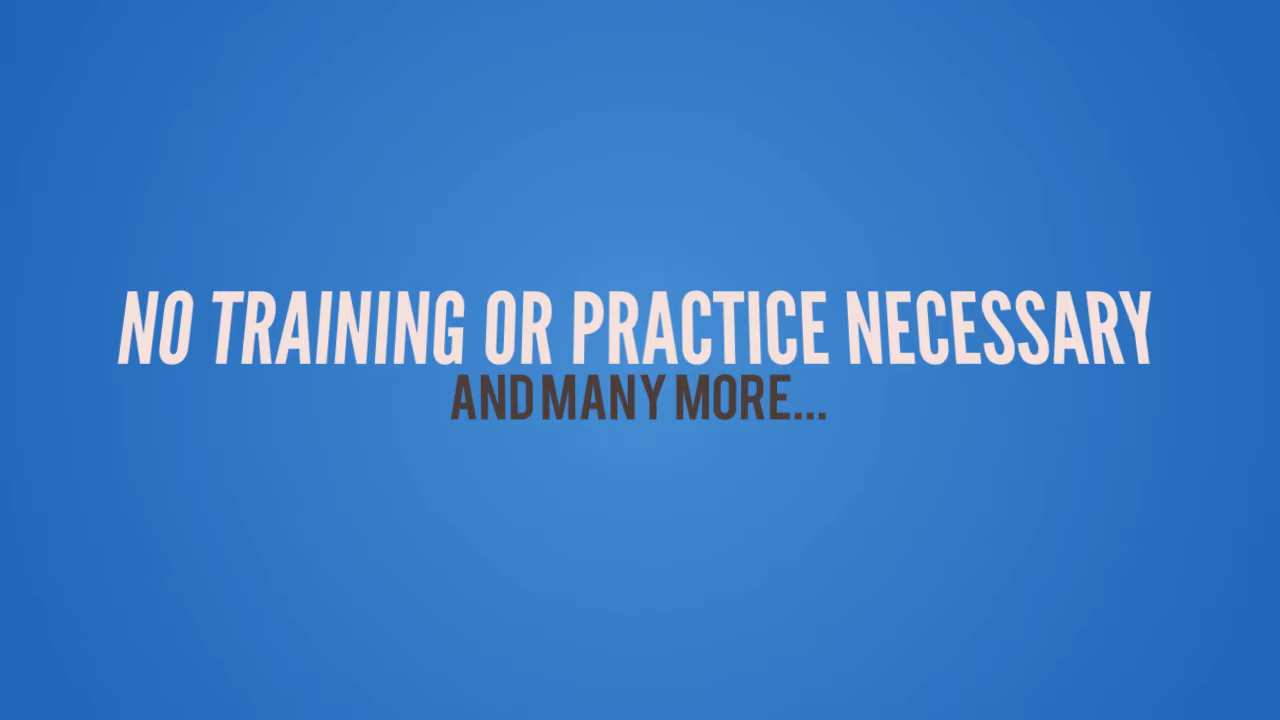 NO TRAINING OR PRACTICE NECESSARY
AND MANY MORE...